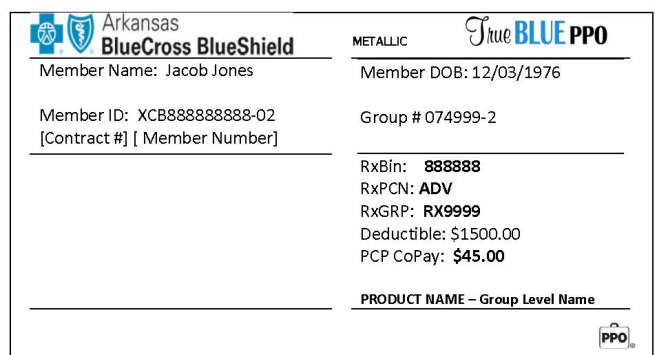 Arkansas
BlueCross BlueShield
METALLIC
True BLUE PPO
Member Name: Jacob Jones
Member ID: XCB888888888-02
[Contract #] [ Member Number]
Member DOB: 12/03/1976
Group # 074999-2
RxBin: 888888
RxPCN: ADV
RxGRP: RX9999
Deductible: $1500.00
PCP CoPay: $45.00
PRODUCT NAME – Group Level Name
PPO